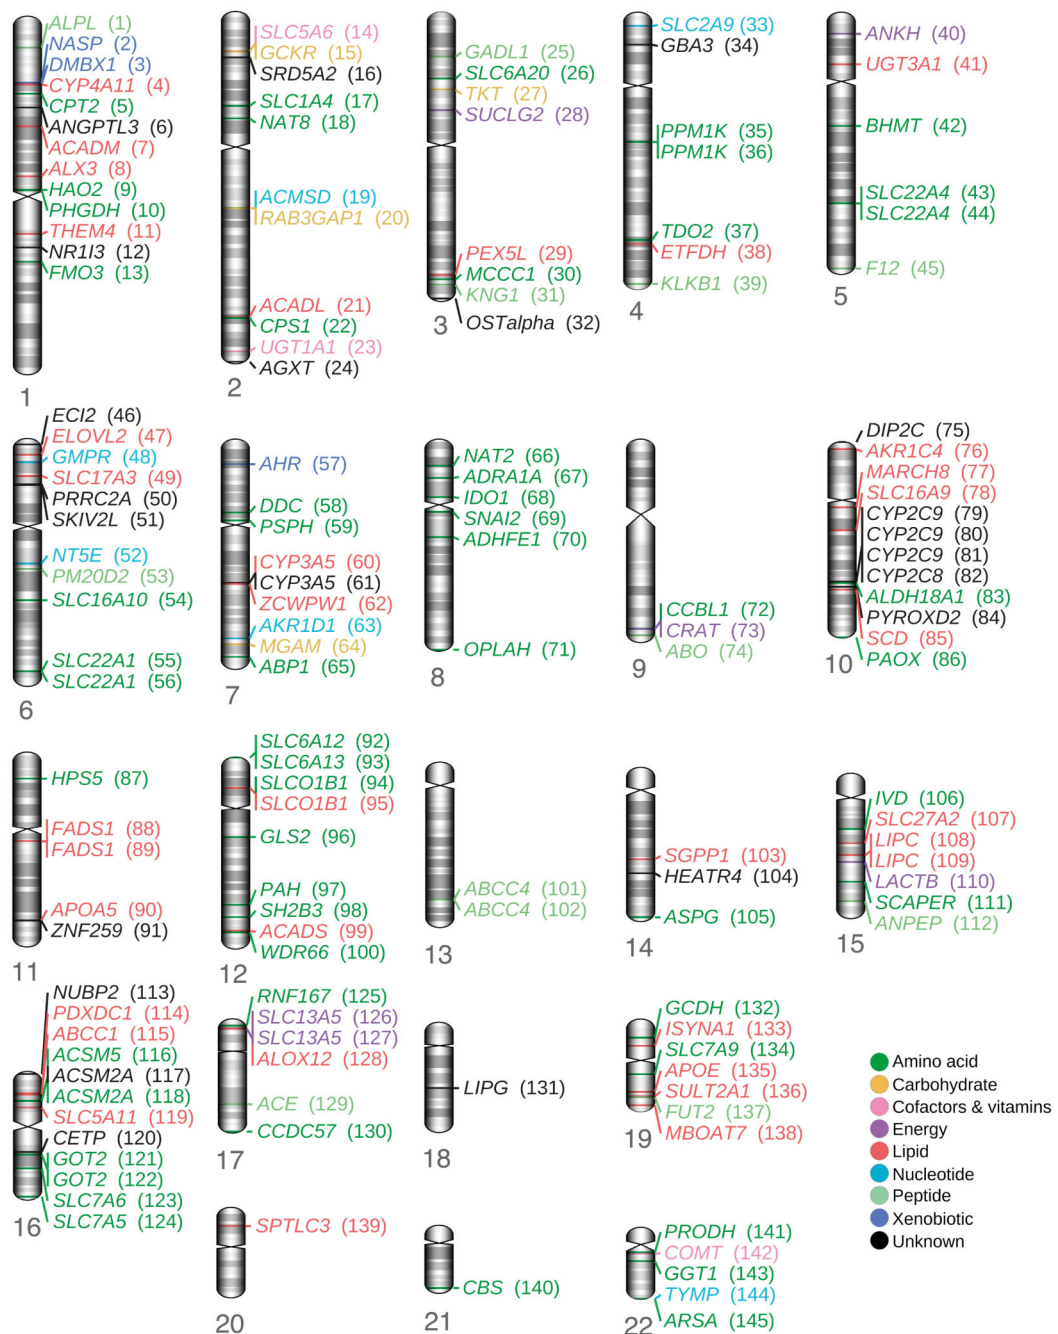 ALPL (1)
NASP (2)
DMBX1 (3)
CYP4A11 (4)
CPT2 (5)
ANGPTL3 (6)
ACADM (7)
ALX3 (8)
HAO2 (9)
PHGDH (10)
THEM4 (11)
NR1I3 (12)
FMO3 (13)
1
SLC5A6 (14)
GCKR (15)
SRD5A2 (16)
SLC1A4 (17)
NAT8 (18)
ACMSD (19)
RAB3GAP1 (20)
ACADL (21)
CPS1 (22)
UGT1A1 (23)
AGXT (24)
2
GADL1 (25)
SLC6A20 (26)
TKT (27)
SUCLG2 (28)
PEX5L (29)
MCCC1 (30)
KNG1 (31)
OSTalpha (32)
3
SLC2A9 (33)
GBA3 (34)
PPM1K (35)
PPM1K (36)
TDO2 (37)
ETFDH (38)
KLKB1 (39)
4
ANKH (40)
UGT3A1 (41)
BHMT (42)
SLC22A4 (43)
SLC22A4 (44)
F12 (45)
5
ECI2 (46)
ELOVL2 (47)
GMPR (48)
SLC17A3 (49)
PRRC2A (50)
SKIV2L (51)
NT5E (52)
PM20D2 (53)
SLC16A10 (54)
SLC22A1 (55)
SLC22A1 (56)
6
AHR (57)
DDC (58)
PSPH (59)
CYP3A5 (60)
CYP3A5 (61)
ZCWPW1 (62)
AKR1D1 (63)
MGAM (64)
ABP1 (65)
7
NAT2 (66)
ADRA1A (67)
IDO1 (68)
SNAI2 (69)
ADHFE1 (70)
OPLAH (71)
8
CCBL1 (72)
CRAT (73)
ABO (74)
9
DIP2C (75)
AKR1C4 (76)
MARCH8 (77)
SLC16A9 (78)
CYP2C9 (79)
CYP2C9 (80)
CYP2C9 (81)
CYP2C8 (82)
ALDH18A1 (83)
PYROXD2 (84)
SCD (85)
PAOX (86)
10
HPS5 (87)
FADS1 (88)
FADS1 (89)
APOA5 (90)
ZNF259 (91)
11
SLC6A12 (92)
SLC6A13 (93)
SLCO1B1 (94)
SLCO1B1 (95)
GLS2 (96)
PAH (97)
SH2B3 (98)
ACADS (99)
WDR66 (100)
12
ABCC4 (101)
ABCC4 (102)
13
SGPP1 (103)
HEATR4 (104)
ASPG (105)
14
IVD (106)
SLC27A2 (107)
LIPC (108)
LIPC (109)
LACTB (110)
SCAPER (111)
ANPEP (112)
15
NUBP2 (113)
PDXDC1 (114)
ABCC1 (115)
ACSM5 (116)
ACSM2A (117)
ACSM2A (118)
SLC5A11 (119)
CETP (120)
GOT2 (121)
GOT2 (122)
SLC7A6 (123)
SLC7A5 (124)
16
RNF167 (125)
SLC13A5 (126)
SLC13A5 (127)
ALOX12 (128)
ACE (129)
CCDC57 (130)
17
LIPG (131)
18
GCDH (132)
ISYNA1 (133)
SLC7A9 (134)
APOE (135)
SULT2A1 (136)
FUT2 (137)
MBOAT7 (138)
19
SPTLC3 (139)
20
CBS (140)
21
PRODH (141)
COMT (142)
GGT1 (143)
TYMP (144)
ARSA (145)
22
Amino acid
Carbohydrate
Cofactors & vitamins
Energy
Lipid
Nucleotide
Peptide
Xenobiotic
Unknown